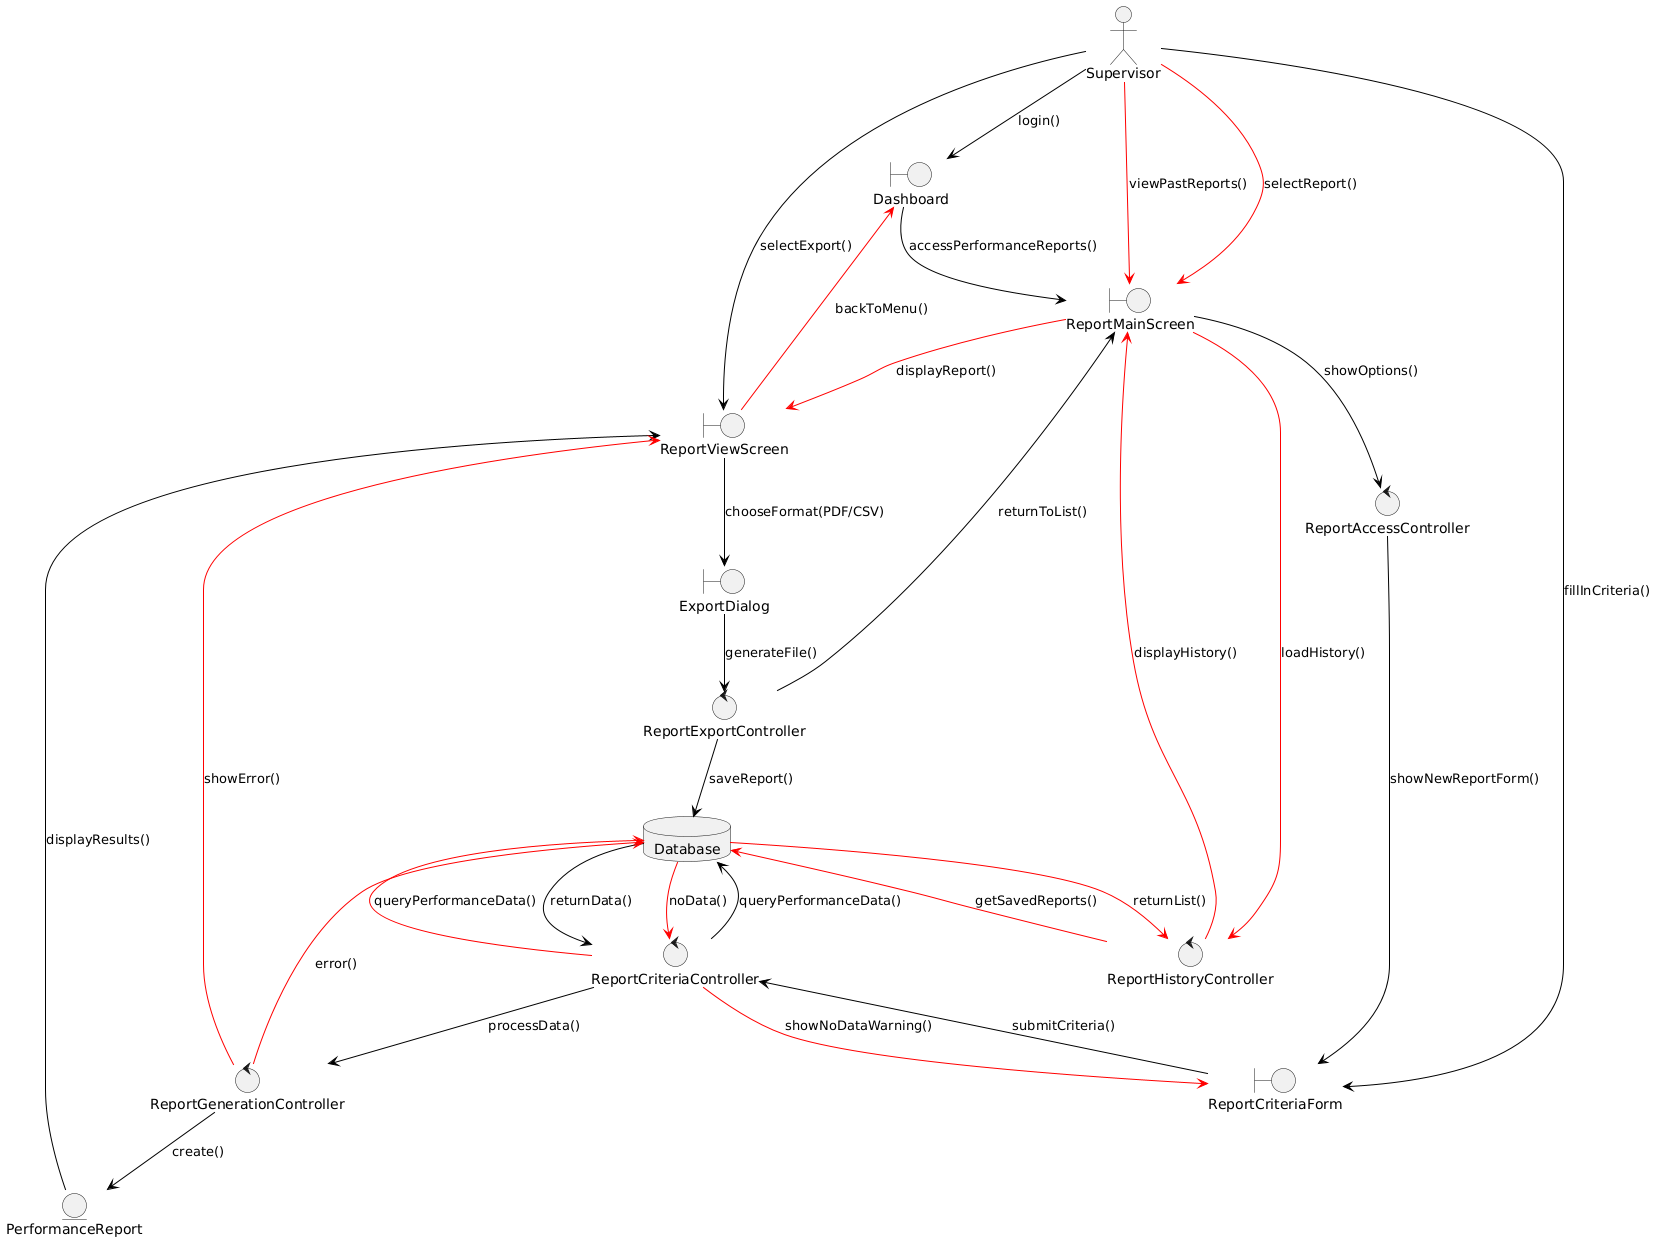 Supervisor
login()
viewPastReports()
selectReport()
Dashboard
selectExport()
accessPerformanceReports()
backToMenu()
ReportMainScreen
displayReport()
showOptions()
ReportViewScreen
chooseFormat(PDF/CSV)
returnToList()
ReportAccessController
fillInCriteria()
ExportDialog
generateFile()
displayHistory()
loadHistory()
ReportExportController
showError()
saveReport()
showNewReportForm()
displayResults()
Database
queryPerformanceData()
returnData()
noData()
queryPerformanceData()
getSavedReports()
returnList()
error()
ReportCriteriaController
ReportHistoryController
processData()
showNoDataWarning()
submitCriteria()
ReportGenerationController
ReportCriteriaForm
create()
PerformanceReport